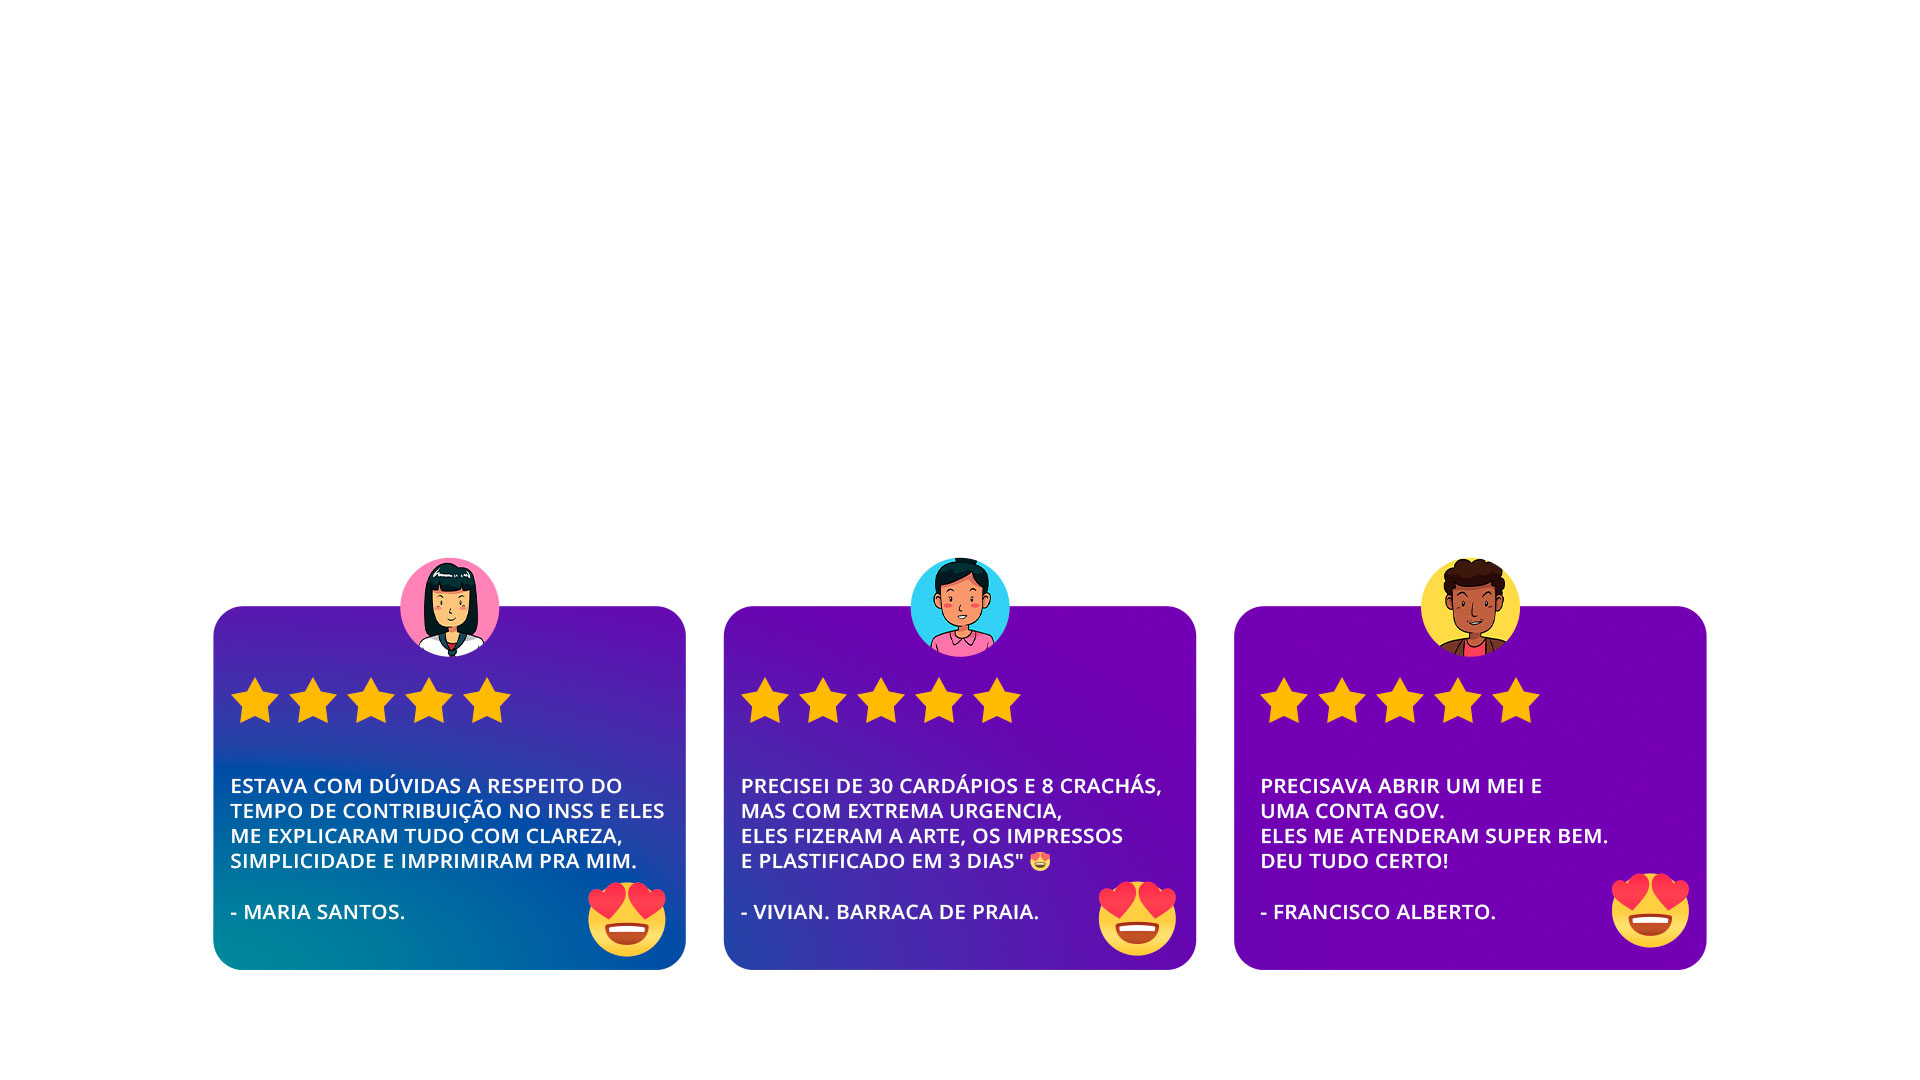 ESTAVA COM DÚVIDAS A RESPEITO DO
TEMPO DE CONTRIBUIÇÃO NO INSS E ELES
ME EXPLICARAM TUDO COM CLAREZA,
SIMPLICIDADE E IMPRIMIRAM PRA MIM.
- MARIA SANTOS.
PRECISEI DE 30 CARDÁPIOS E 8 CRACHÁS,
MAS COM EXTREMA URGENCIA,
ELES FIZERAM A ARTE, OS IMPRESSOS
E PLASTIFICADO EM 3 DIAS" 😍
- VIVIAN. BARRACA DE PRAIA.
PRECISAVA ABRIR UM MEI E
UMA CONTA GOV.
ELES ME ATENDERAM SUPER BEM.
DEU TUDO CERTO!
- FRANCISCO ALBERTO.